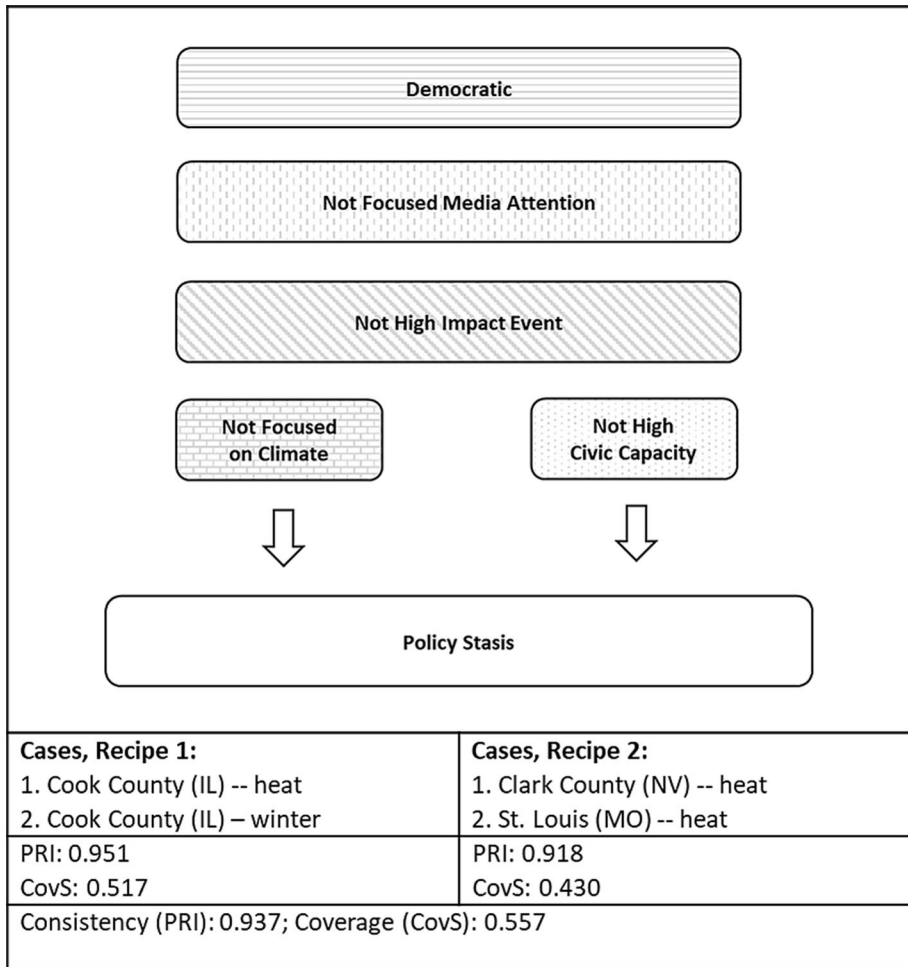 Democratic
Not Focused Media Attention
Not High Impact Event
Not Focused
on Climate
Not High
Civic Capacity
Policy Stasis
Cases, Recipe 1:
1. Cook County (IL) -- heat
2. Cook County (IL) – winter
Cases, Recipe 2:
1. Clark County (NV) -- heat
2. St. Louis (MO) -- heat
PRI: 0.951
CovS: 0.517
PRI: 0.918
CovS: 0.430
Consistency (PRI): 0.937; Coverage (CovS): 0.557